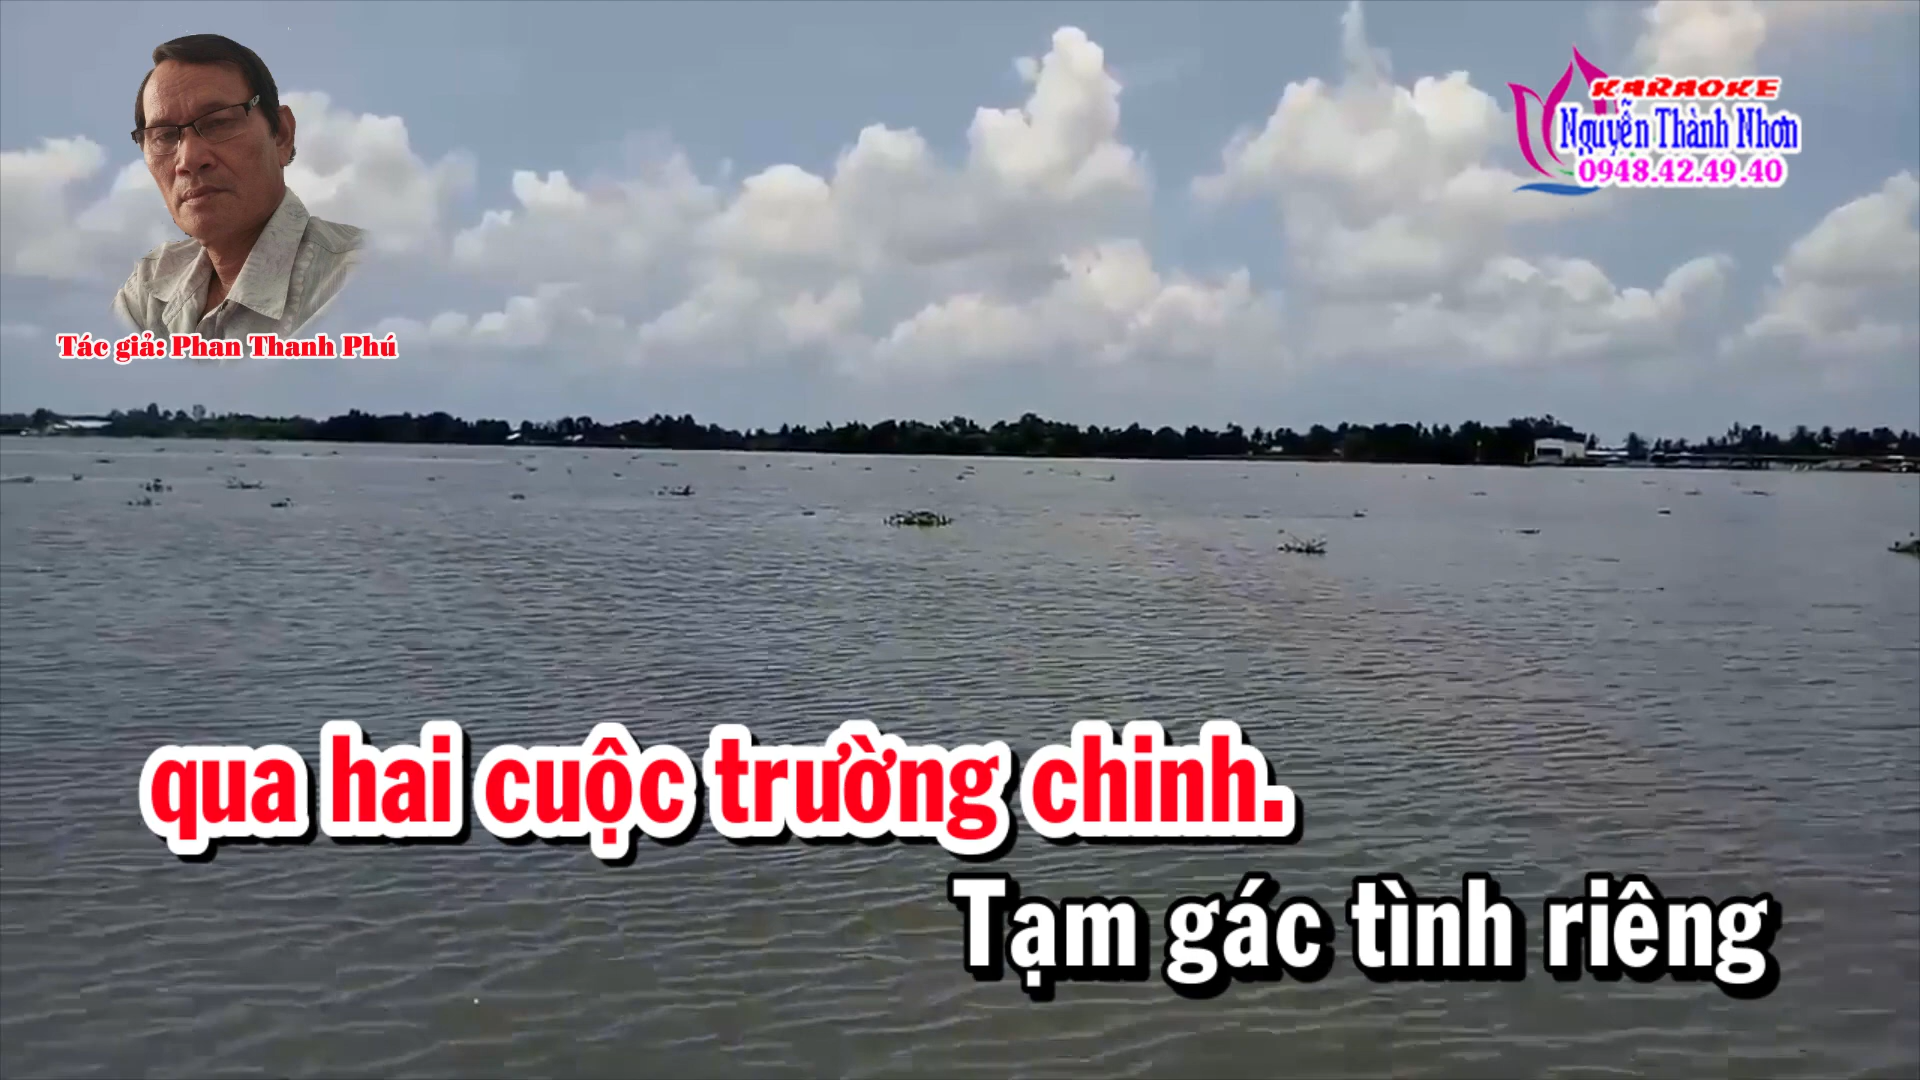 KARAOKE
Nguyễn Thành Nhơn
0948.42.49.40
Tác giả: Phan Thanh Phú
qua hai cuộc trường chinh.
Tạm gác tình riêng